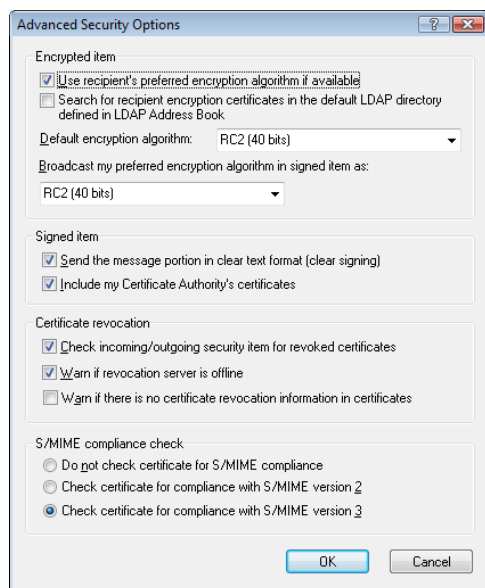 Advanced Security Options
Encrypted item
Use recipient's preferred encryption algorithm if available
Search for recipient encryption certificates in the default LDAP directory
defined in LDAP Address Book
Default encryption algorithm: RC2 (40 bits)
Broadcast my preferred encryption algorithm in signed item as:
RC2 (40 bits)
Signed item
Send the message portion in clear text format (clear signing)
Include my Certificate Authority's certificates
Certificate revocation
Check incoming/outgoing security item for revoked certificates
Warn if revocation server is offline
Warn if there is no certificate revocation information in certificates
S/MIME compliance check
Do not check certificate for S/MIME compliance
Check certificate for compliance with S/MIME version 2
Check certificate for compliance with S/MIME version 3
OK Cancel